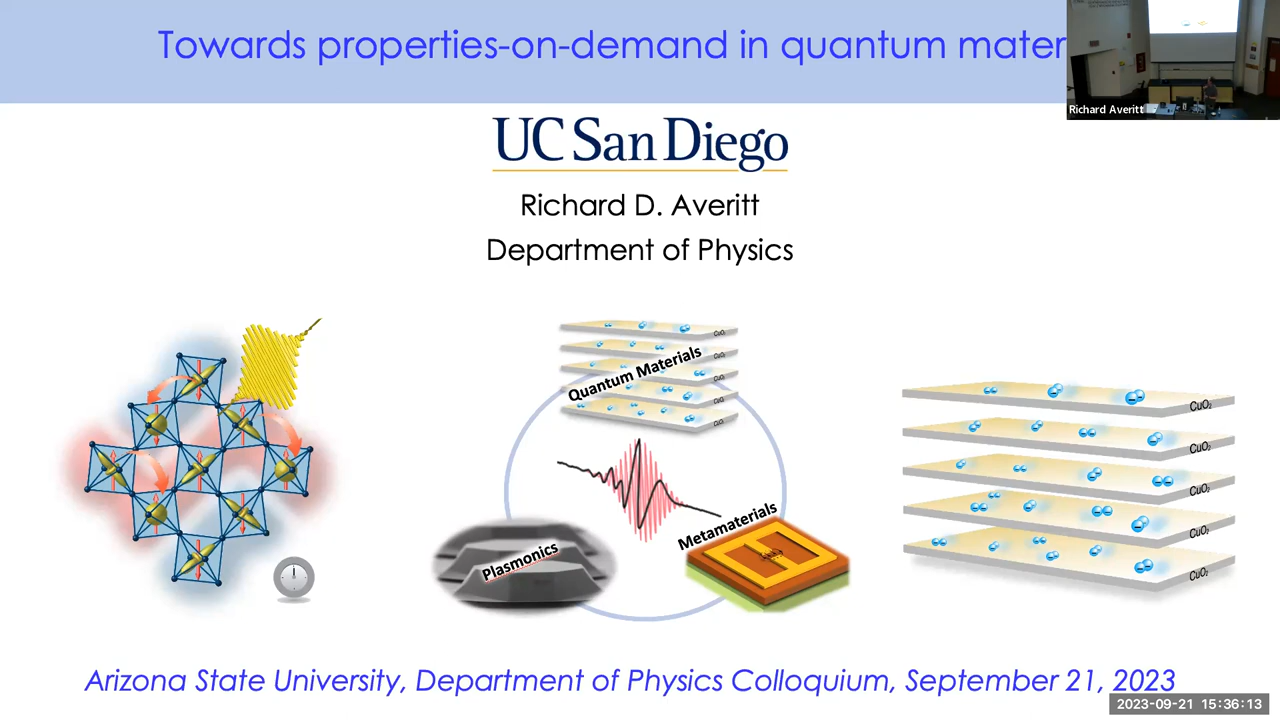 Towards properties-on-demand in quantum mater
Richard Averitt
UC San Diego
Richard D. Averitt
Department of Physics
Quantum Materials
CuO₂
CuO₂
CuO₂
CuO₂
CuO₂
Plasmonics
Metamaterials
CuO₂
CuO₂
CuO₂
CuO₂
CuO₂
Arizona State University, Department of Physics Colloquium, September 21, 2023
2023-09-21 15:36:13